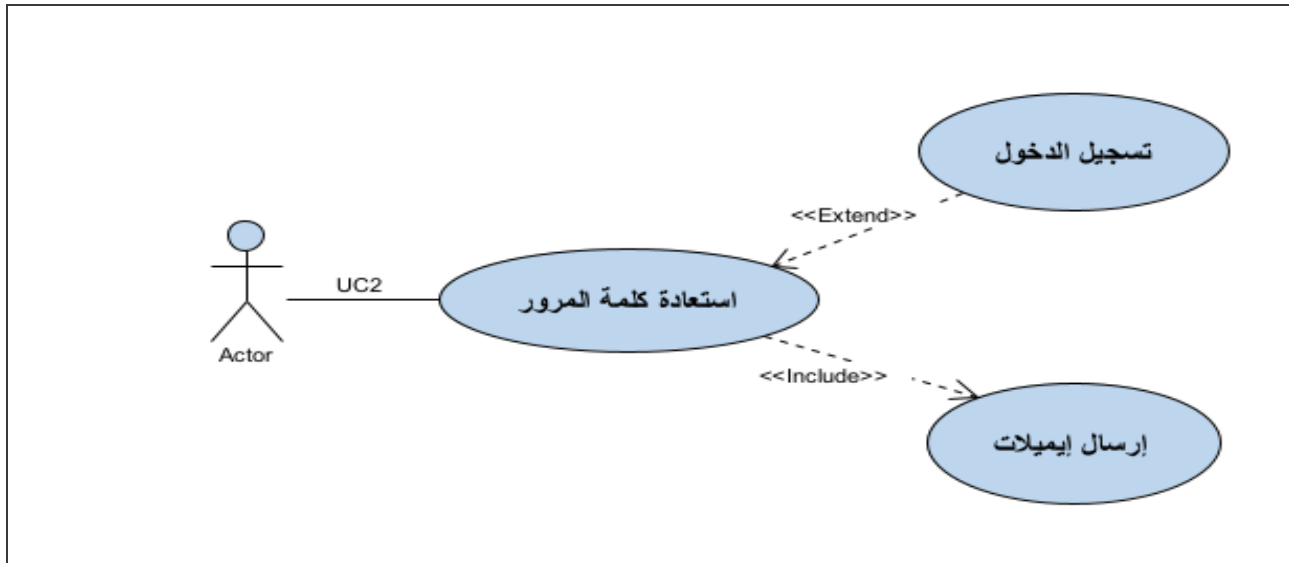 تسجيل الدخول
<<Extend>>
UC2
استعادة كلمة المرور
Actor
<<Include>>
إرسال إيميلات